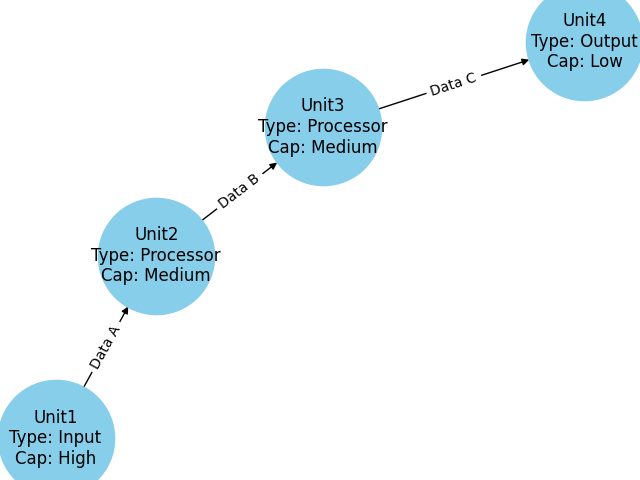 Unit4
Type: Output
Cap: Low
Data C
Unit3
Type: Processor
Cap: Medium
Data B
Unit2
Type: Processor
Cap: Medium
Data A
Unit1
Type: Input
Cap: High